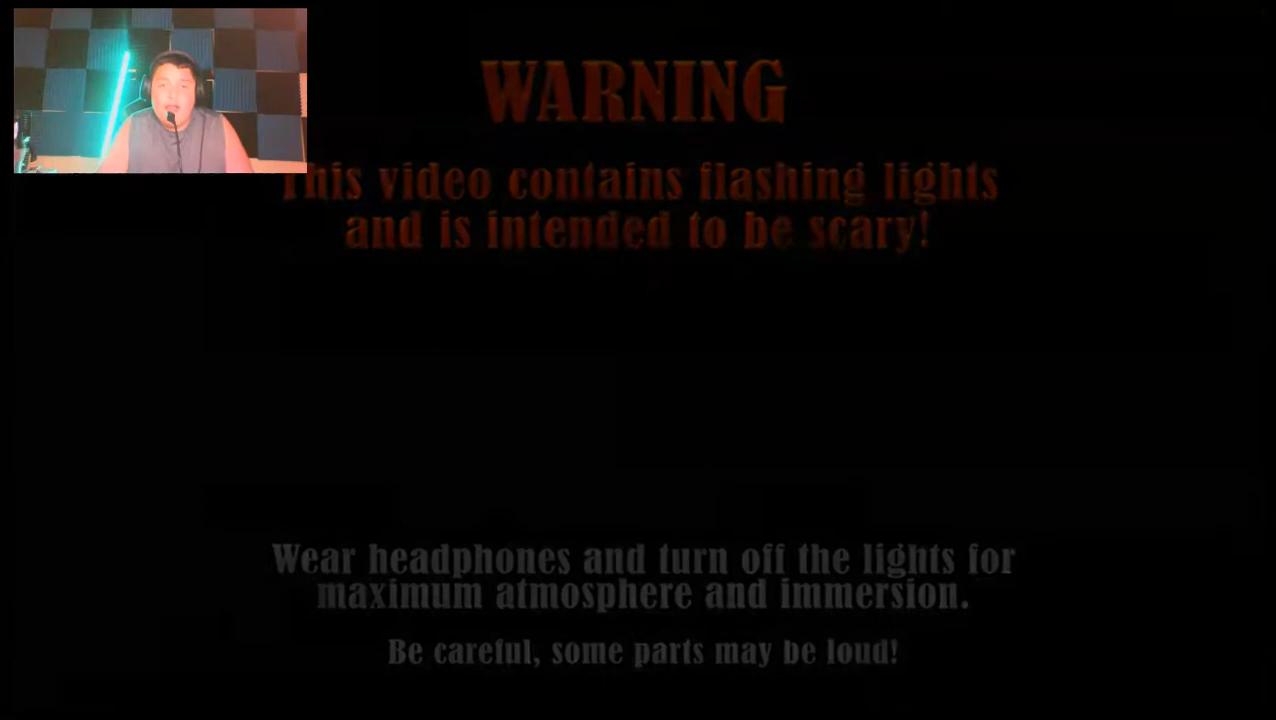 WARNING
This video contains flashing lights
and is intended to be scary!
Wear headphones and turn off the lights for
maximum atmosphere and immersion.
Be careful, some parts may be loud!